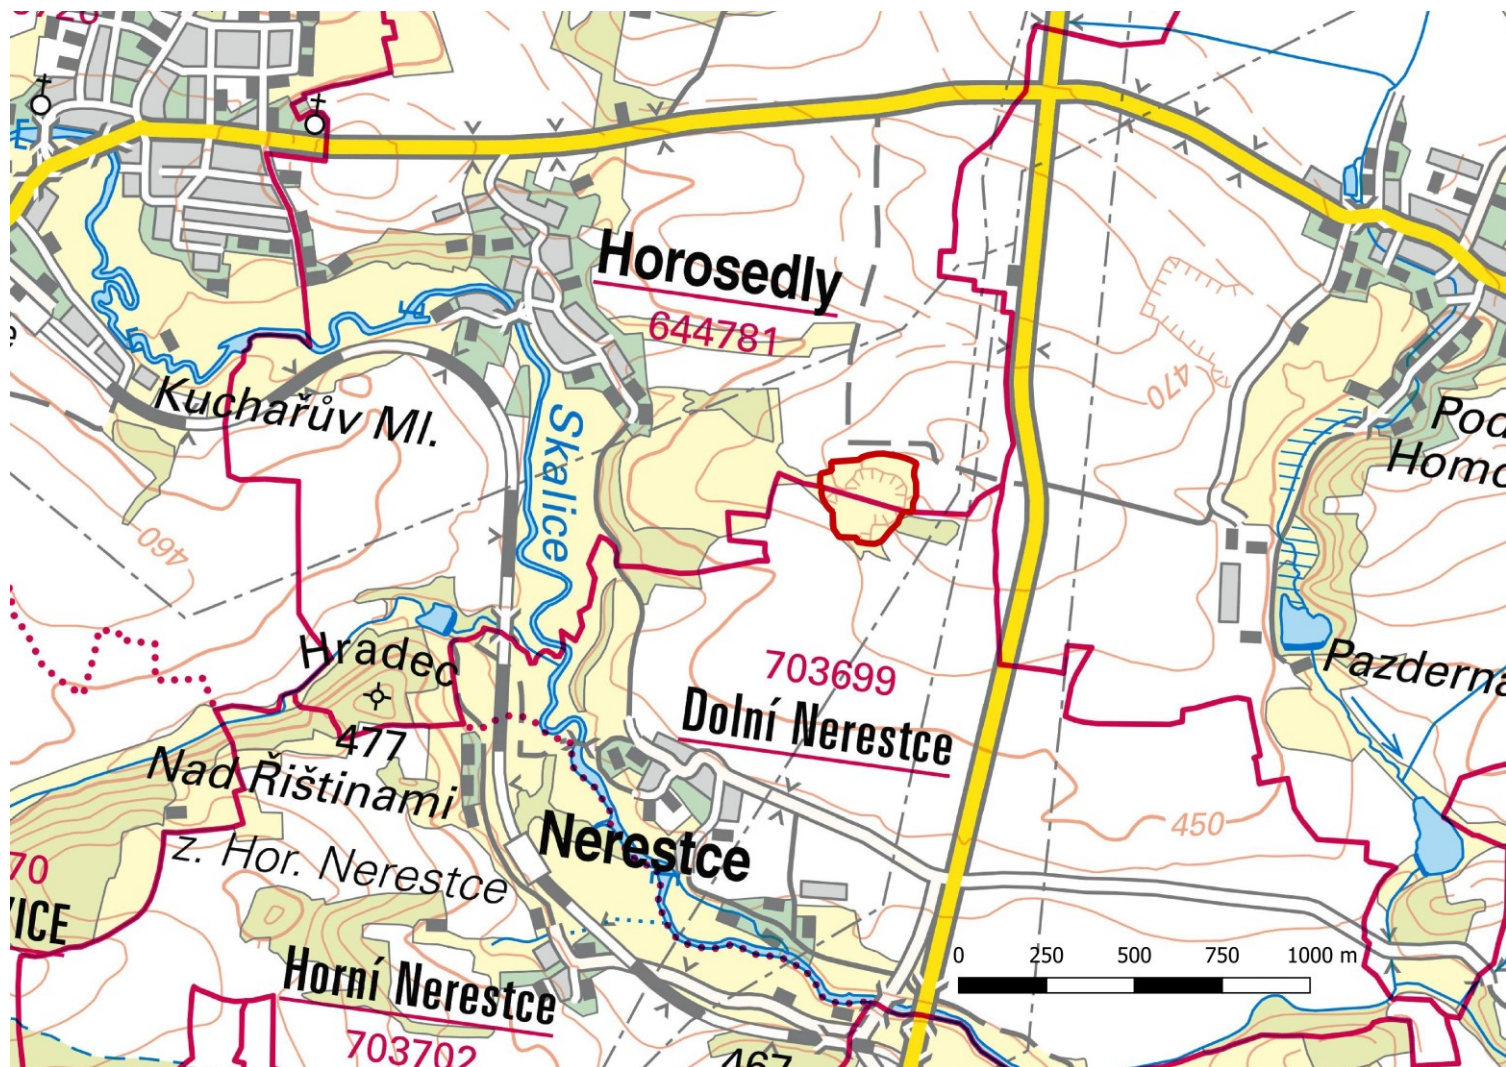 Horosedly
644781
470
Kuchařův Ml.
Skalice
Pod
Homo
460
Hradec
477
703699
Dolní Nerestce
Pazderna
Nad Řištinami
z. Hor. Nerestce
Nerestce
450
70
ICE
0 250 500 750 1000 m
Horní Nerestce
703702
467